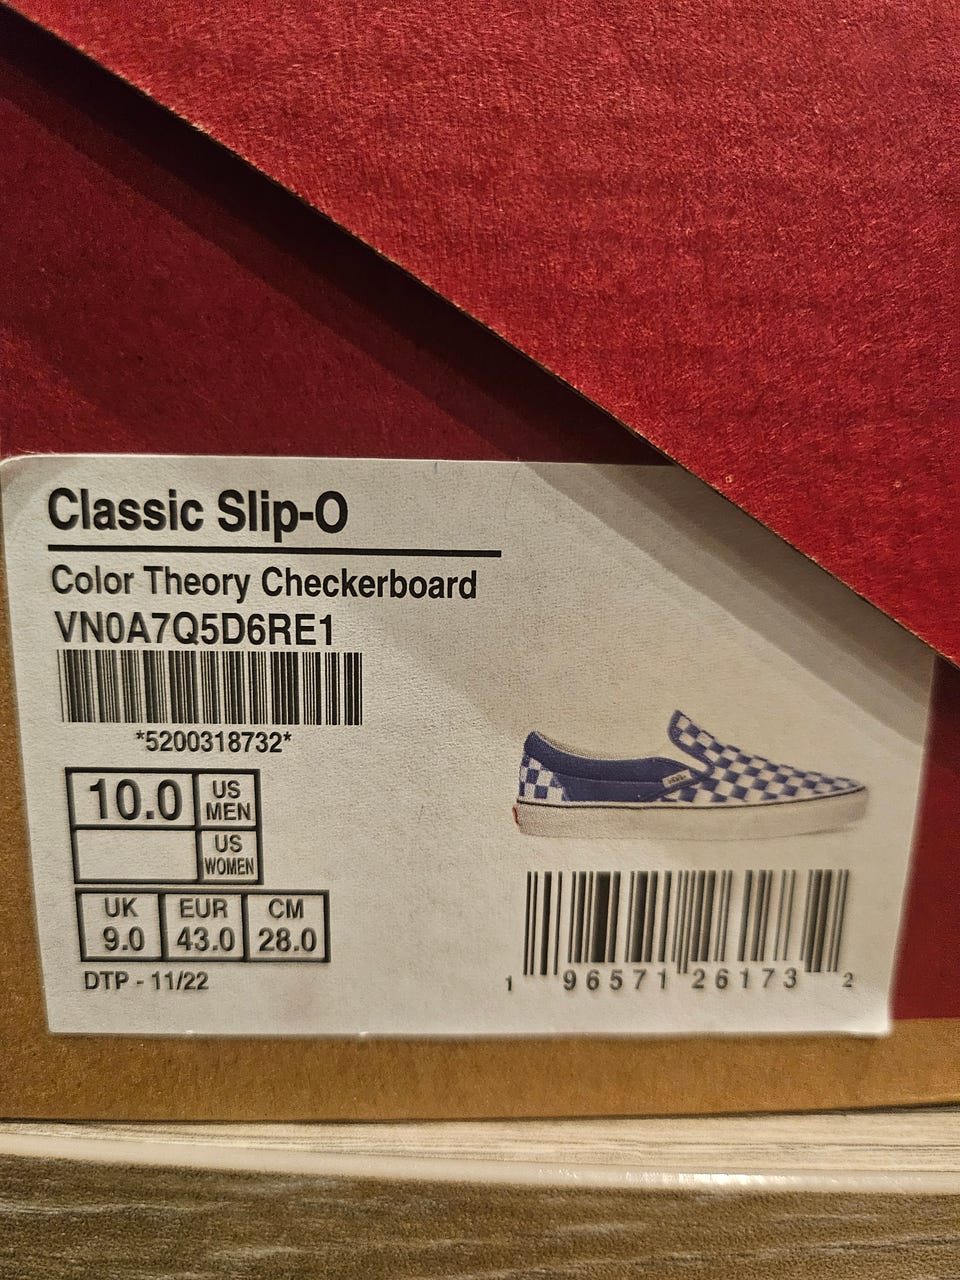 Classic Slip-O
Color Theory Checkerboard
VN0A7Q5D6RE1
*5200318732*
10.0 US MEN
US WOMEN
UK EUR CM
9.0 43.0 28.0
DTP - 11/22
1 96571 26173 2